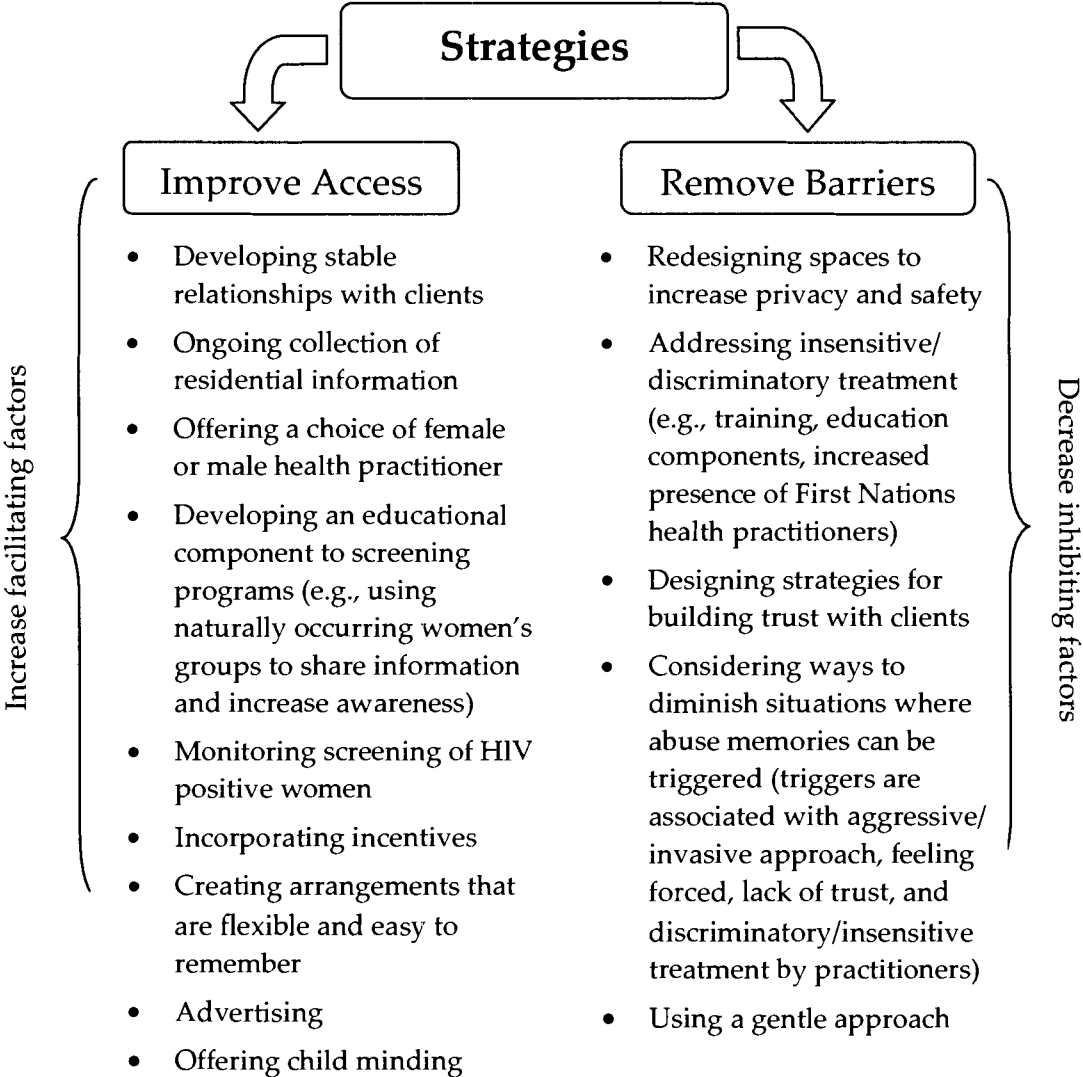 Strategies
Improve Access
Increase facilitating factors
• Developing stable
relationships with clients
• Ongoing collection of
residential information
• Offering a choice of female
or male health practitioner
• Developing an educational
component to screening
programs (e.g., using
naturally occurring women's
groups to share information
and increase awareness)
• Monitoring screening of HIV
positive women
• Incorporating incentives
• Creating arrangements that
are flexible and easy to
remember
• Advertising
• Offering child minding
Remove Barriers
• Redesigning spaces to
increase privacy and safety
• Addressing insensitive/
discriminatory treatment
(e.g., training, education
components, increased
presence of First Nations
health practitioners)
• Designing strategies for
building trust with clients
• Considering ways to
diminish situations where
abuse memories can be
triggered (triggers are
associated with aggressive/
invasive approach, feeling
forced, lack of trust, and
discriminatory/insensitive
treatment by practitioners)
• Using a gentle approach
Decrease inhibiting factors